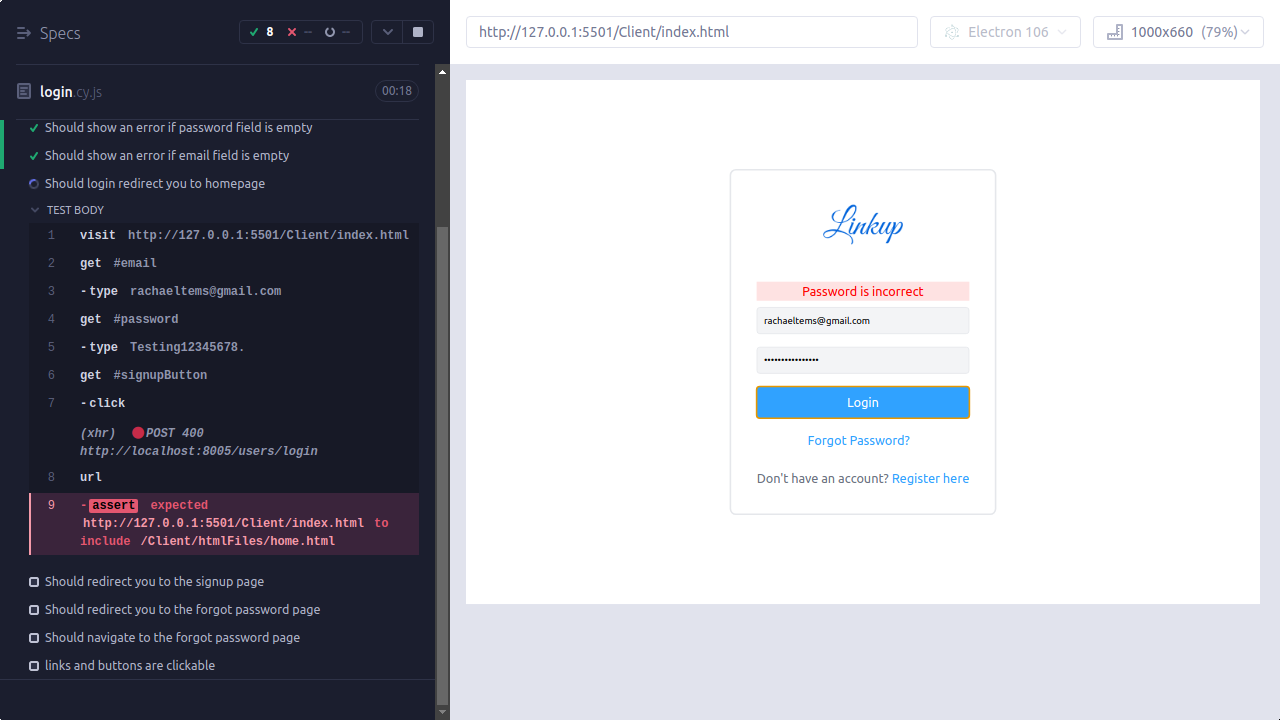 Specs
8
--
--
login.cy.js
00:18
Should show an error if password field is empty
Should show an error if email field is empty
Should login redirect you to homepage
TEST BODY
1 visit http://127.0.0.1:5501/Client/index.html
2 get #email
3 -type rachaeltems@gmail.com
4 get #password
5 -type Testing12345678.
6 get #signupButton
7 -click
(xhr) POST 400
http://localhost:8005/users/login
8 url
9 -assert expected
http://127.0.0.1:5501/Client/index.html to
include /Client/htmlFiles/home.html
Should redirect you to the signup page
Should redirect you to the forgot password page
Should navigate to the forgot password page
links and buttons are clickable
http://127.0.0.1:5501/Client/index.html
Electron 106
1000x660 (79%)
Linkup
Password is incorrect
rachaeltems@gmail.com
••••••••••••••••
Login
Forgot Password?
Don't have an account? Register here